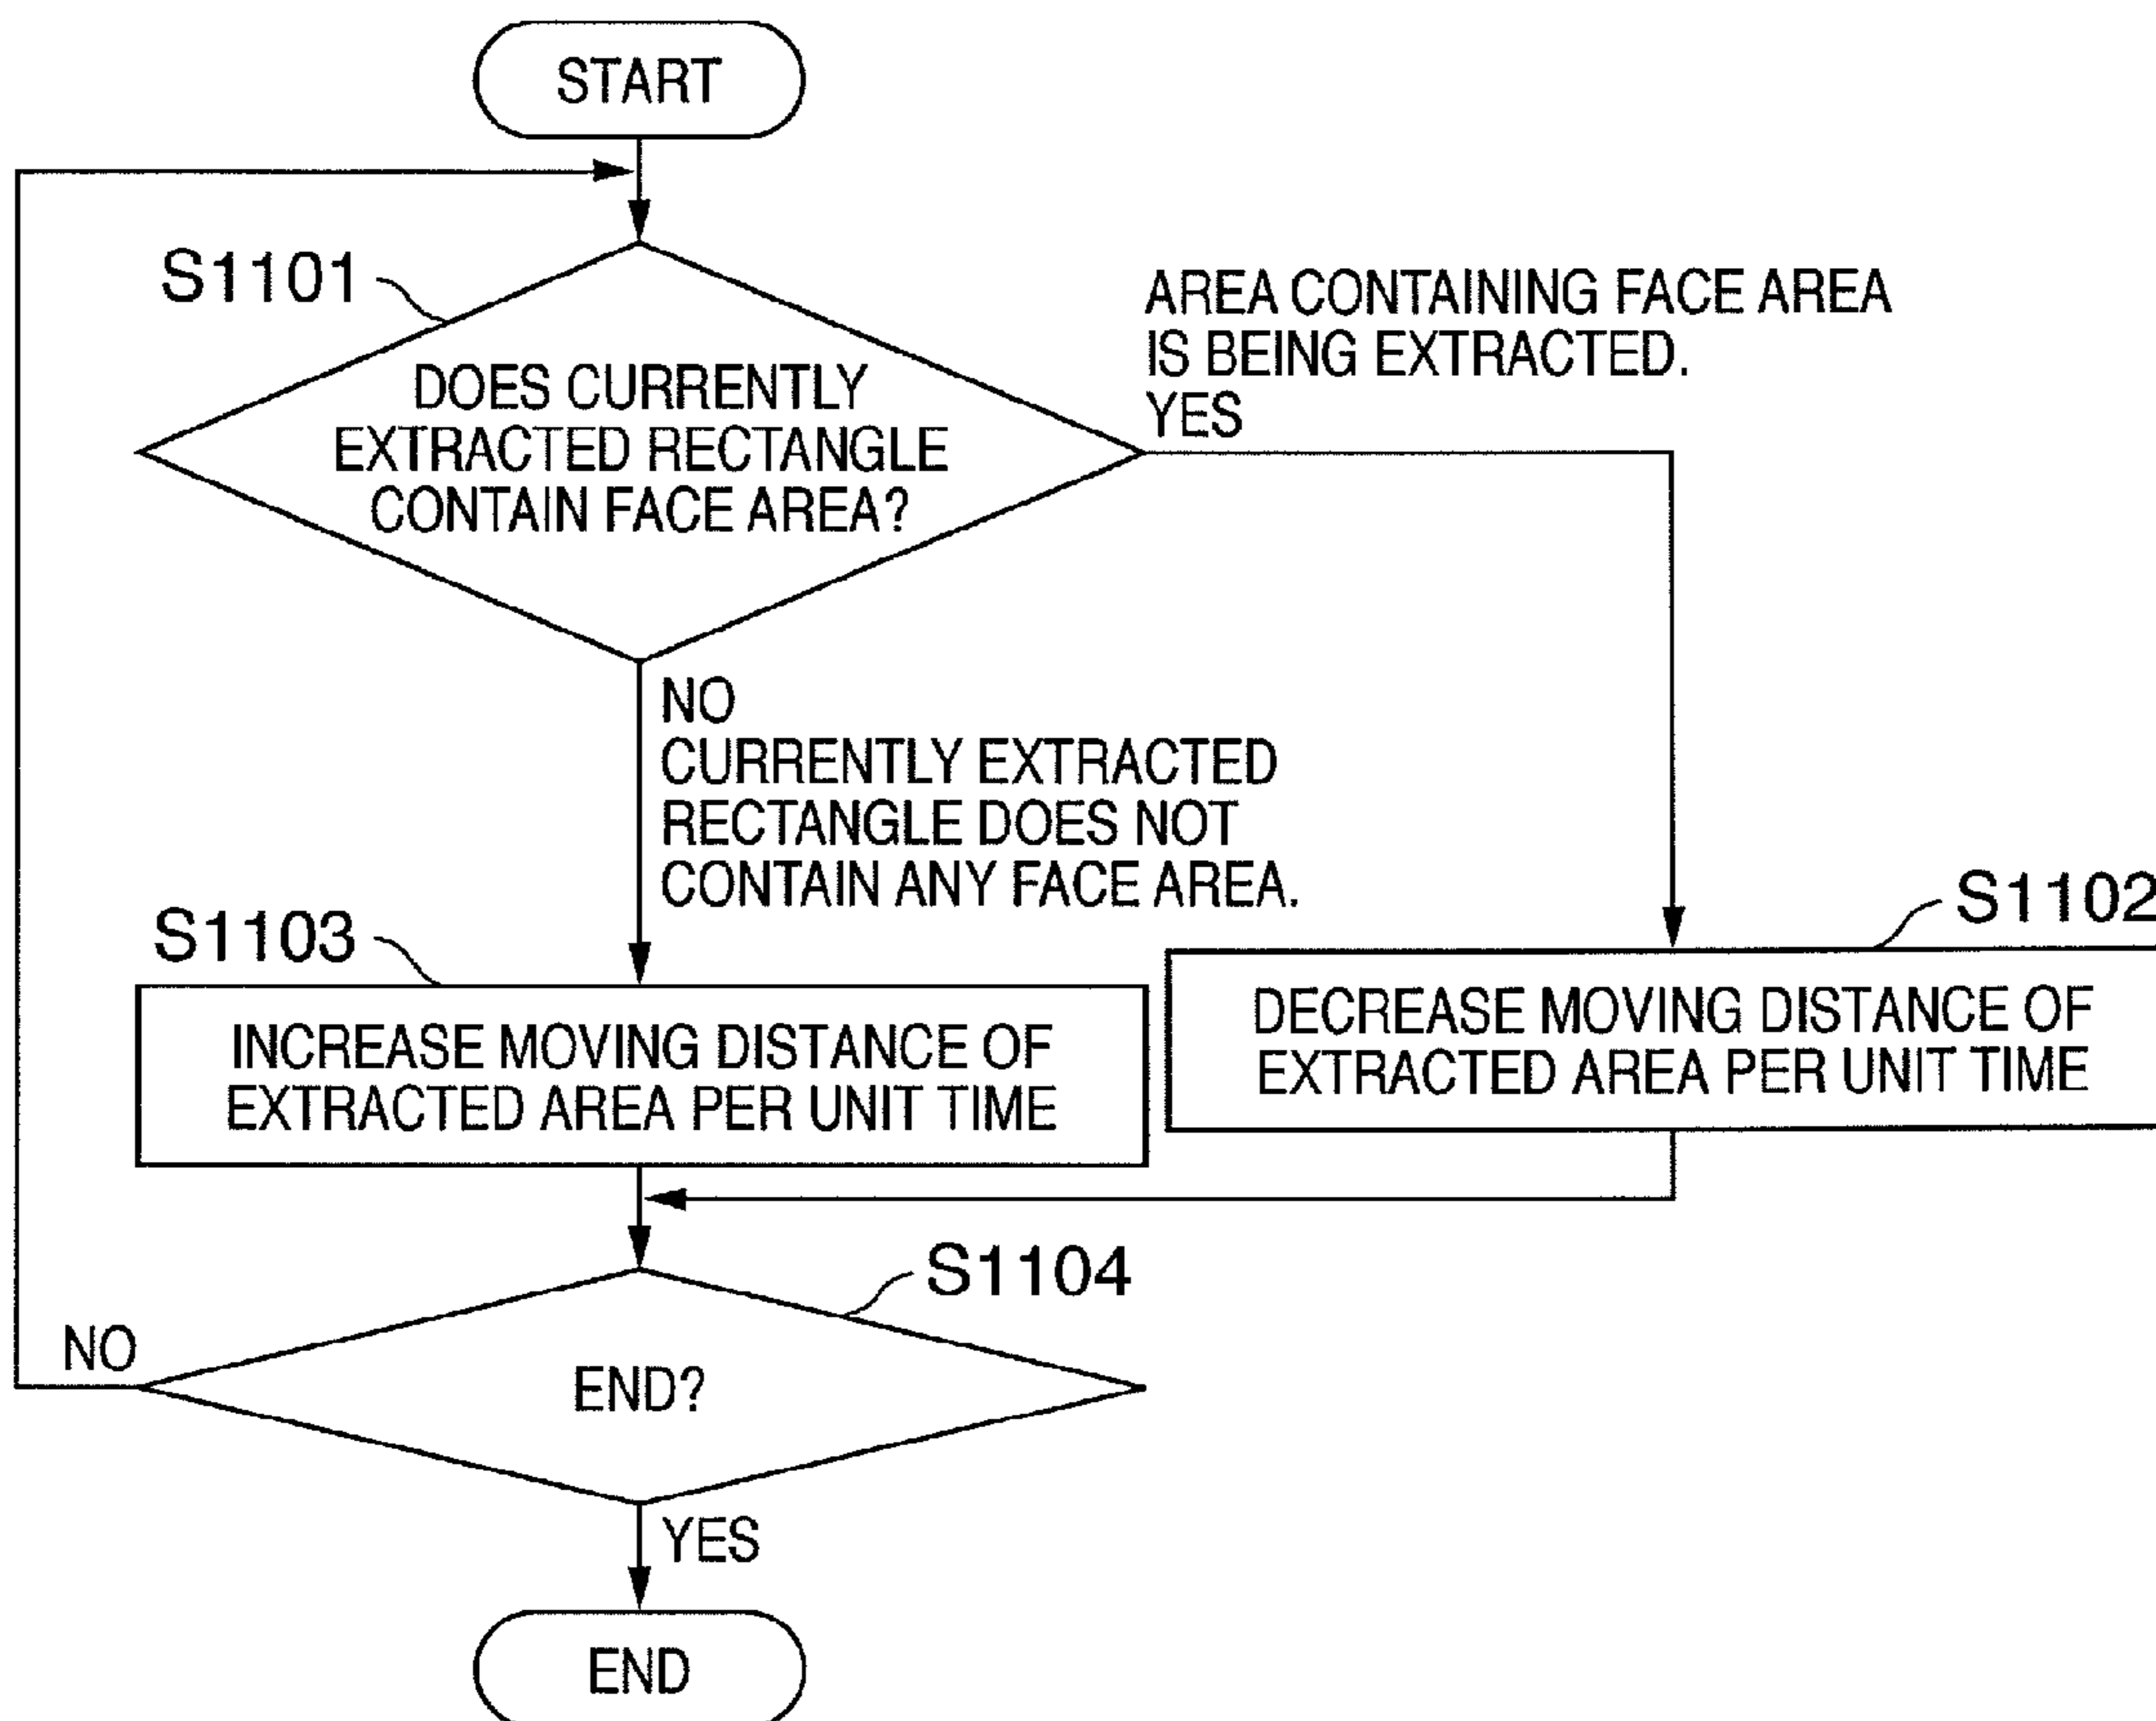 START
S1101
DOES CURRENTLY
EXTRACTED RECTANGLE
CONTAIN FACE AREA?
AREA CONTAINING FACE AREA
IS BEING EXTRACTED.
YES
NO
CURRENTLY EXTRACTED
RECTANGLE DOES NOT
CONTAIN ANY FACE AREA.
S1103
INCREASE MOVING DISTANCE OF
EXTRACTED AREA PER UNIT TIME
S1102
DECREASE MOVING DISTANCE OF
EXTRACTED AREA PER UNIT TIME
S1104
END?
NO
YES
END